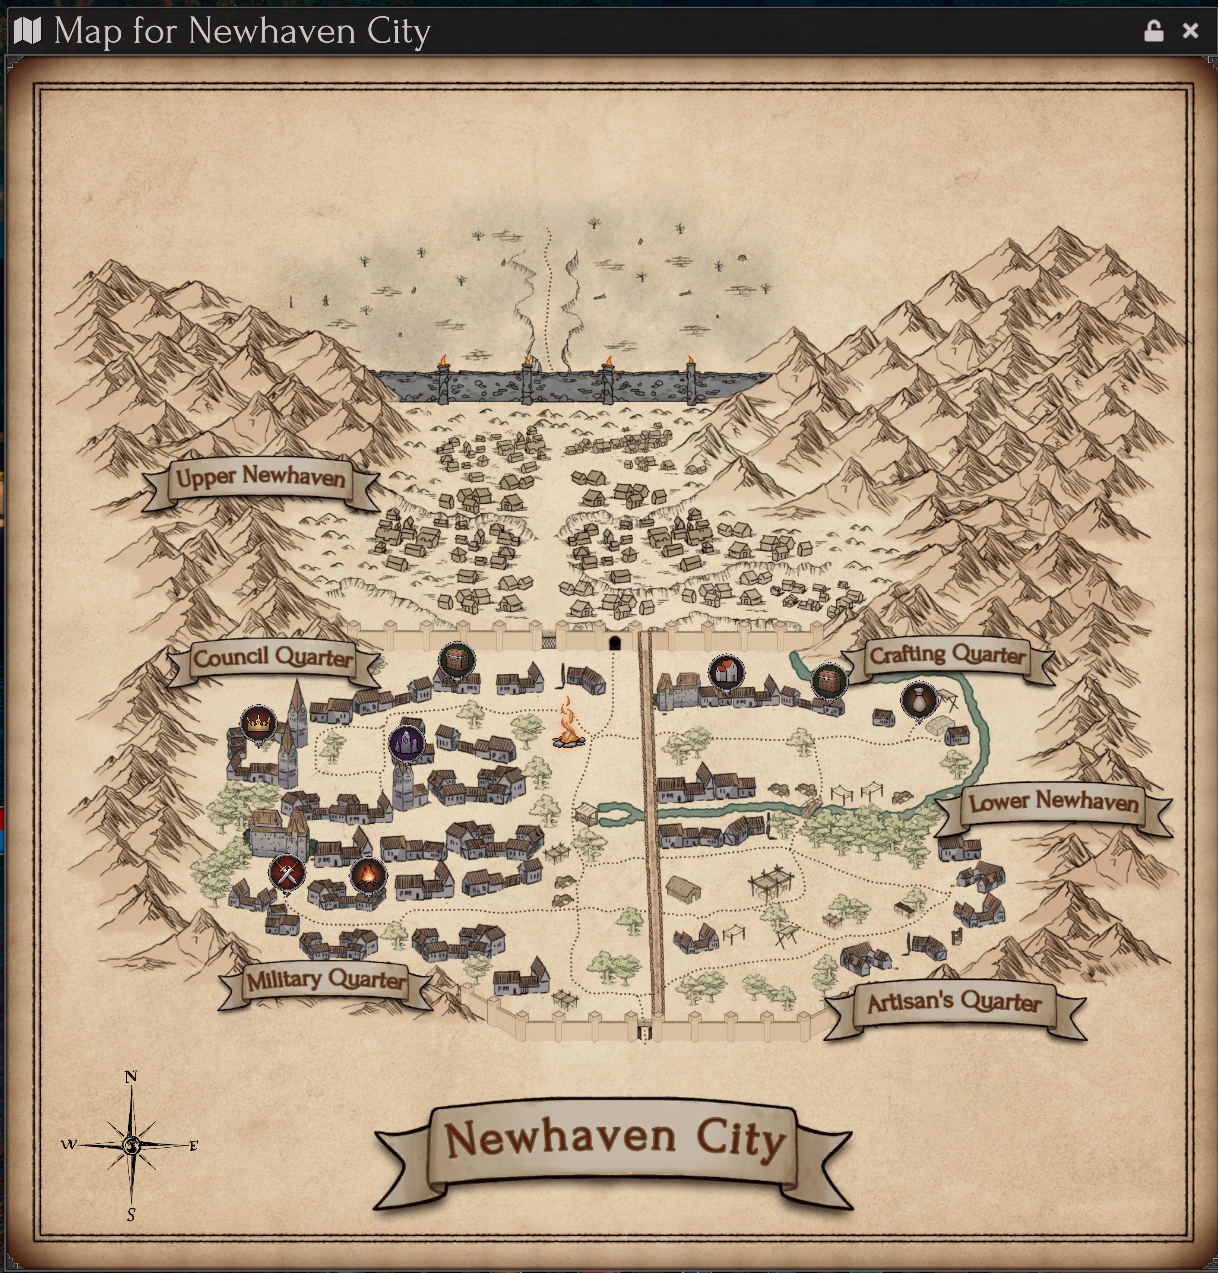 Map for Newhaven City
Upper Newhaven
Council Quarter
Crafting Quarter
Lower Newhaven
Military Quarter
Artisan's Quarter
N
W
E
S
Newhaven City